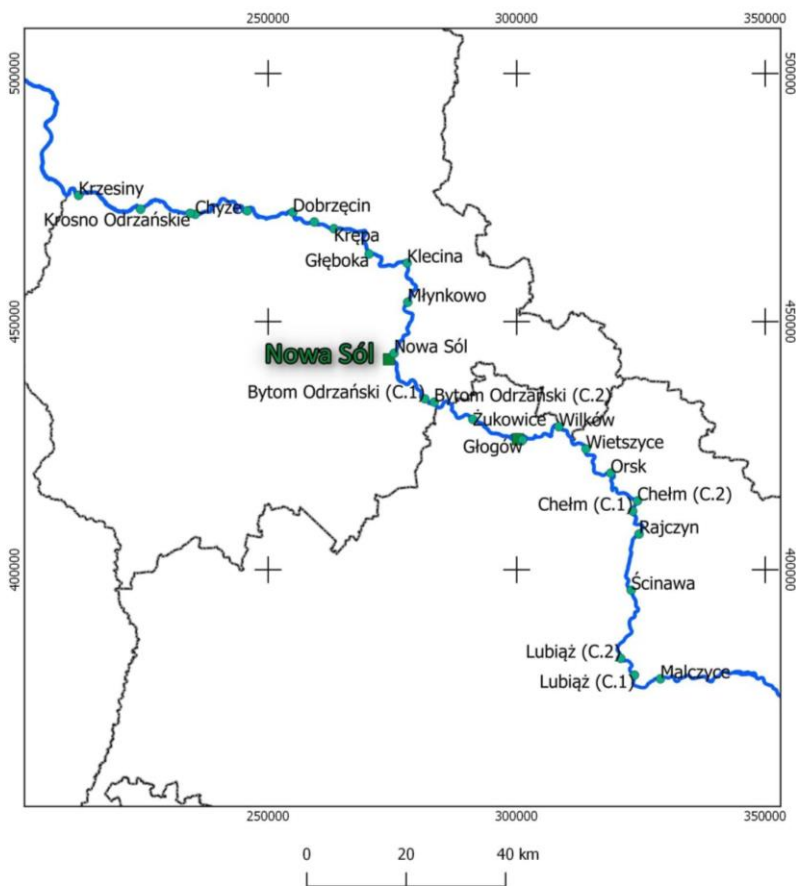 250000
300000
350000
500000
500000
Krzesiny
Krosno Odrzańskie
Chyże
Dobrzęcin
Krępa
Głęboka
Klecina
Młynkowo
450000
450000
Nowa Sól
Nowa Sól
Bytom Odrzański (C.1)
Bytom Odrzański (C.2)
Żukowice
Wilków
Głogów
Wietszyce
Orsk
Chełm (C.2)
Chełm (C.1)
Rajczyn
400000
400000
Ścinawa
Lubiąż (C.2)
Lubiąż (C.1)
Malczyce
250000
300000
350000
0
20
40 km